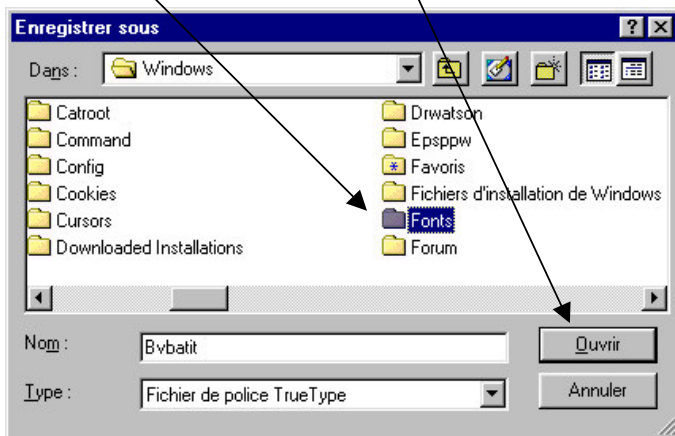 Enregistrer sous
Dans : Windows
Catroot
Command
Config
Cookies
Cursors
Downloaded Installations
Drwatson
Epsppw
Favoris
Fichiers d'installation de Windows
Fonts
Forum
Nom : Bvbatit
Ouvrir
Type : Fichier de police TrueType
Annuler